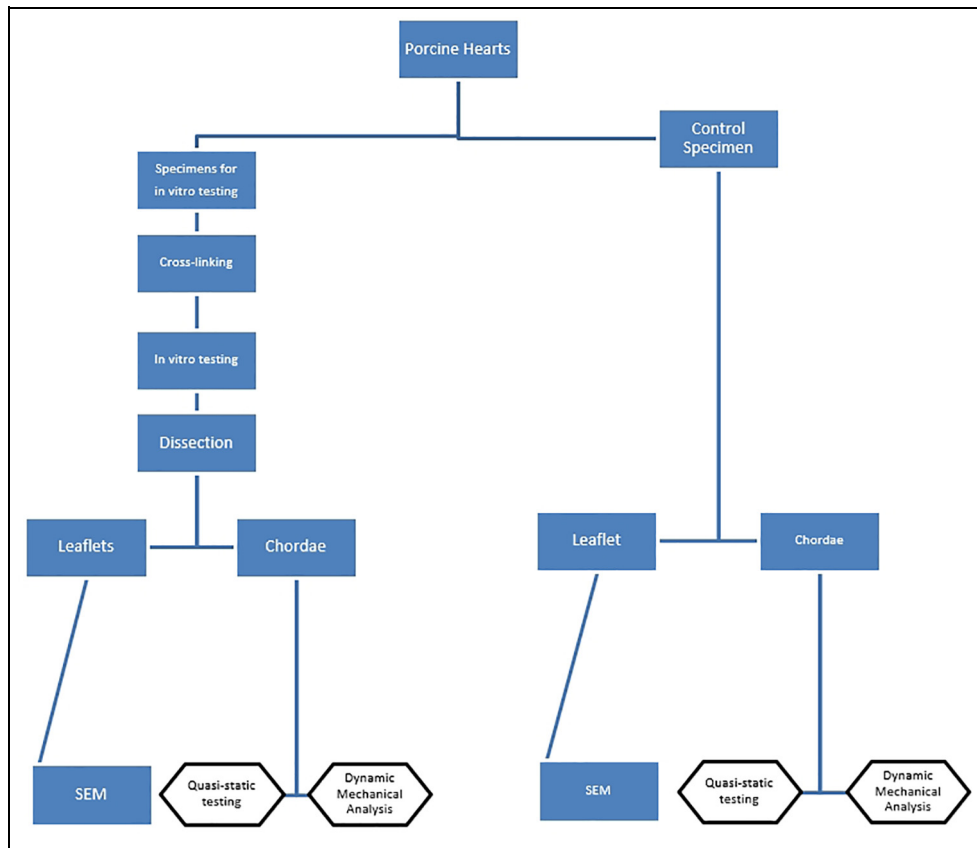 Porcine Hearts
Control
Specimen
Specimens for
in vitro testing
Cross-linking
In vitro testing
Dissection
Leaflets
Chordae
Leaflet
Chordae
SEM
Quasi-static
testing
Dynamic
Mechanical
Analysis
SEM
Quasi-static
testing
Dynamic
Mechanical
Analysis